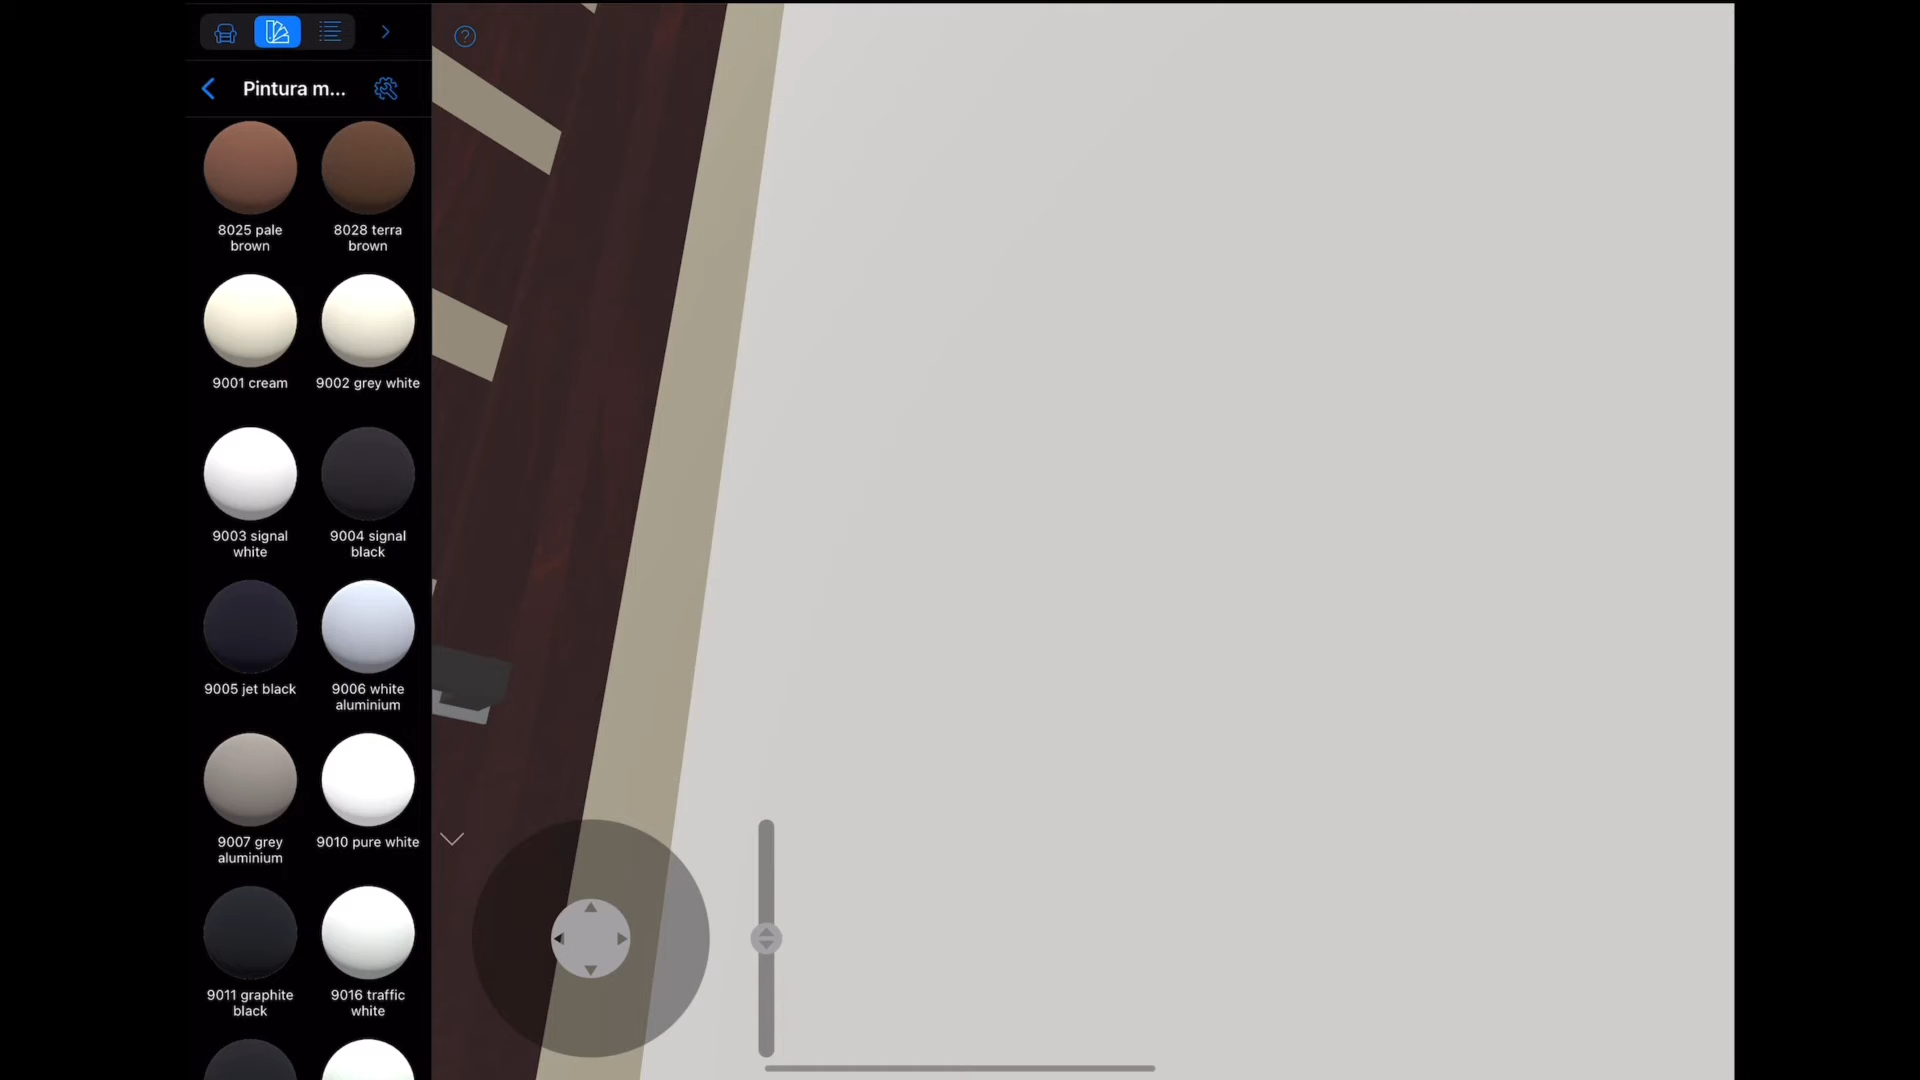 ?
Pintura m...
8025 pale
brown
8028 terra
brown
9001 cream
9002 grey white
9003 signal
white
9004 signal
black
9005 jet black
9006 white
aluminium
9007 grey
aluminium
9010 pure white
9011 graphite
black
9016 traffic
white